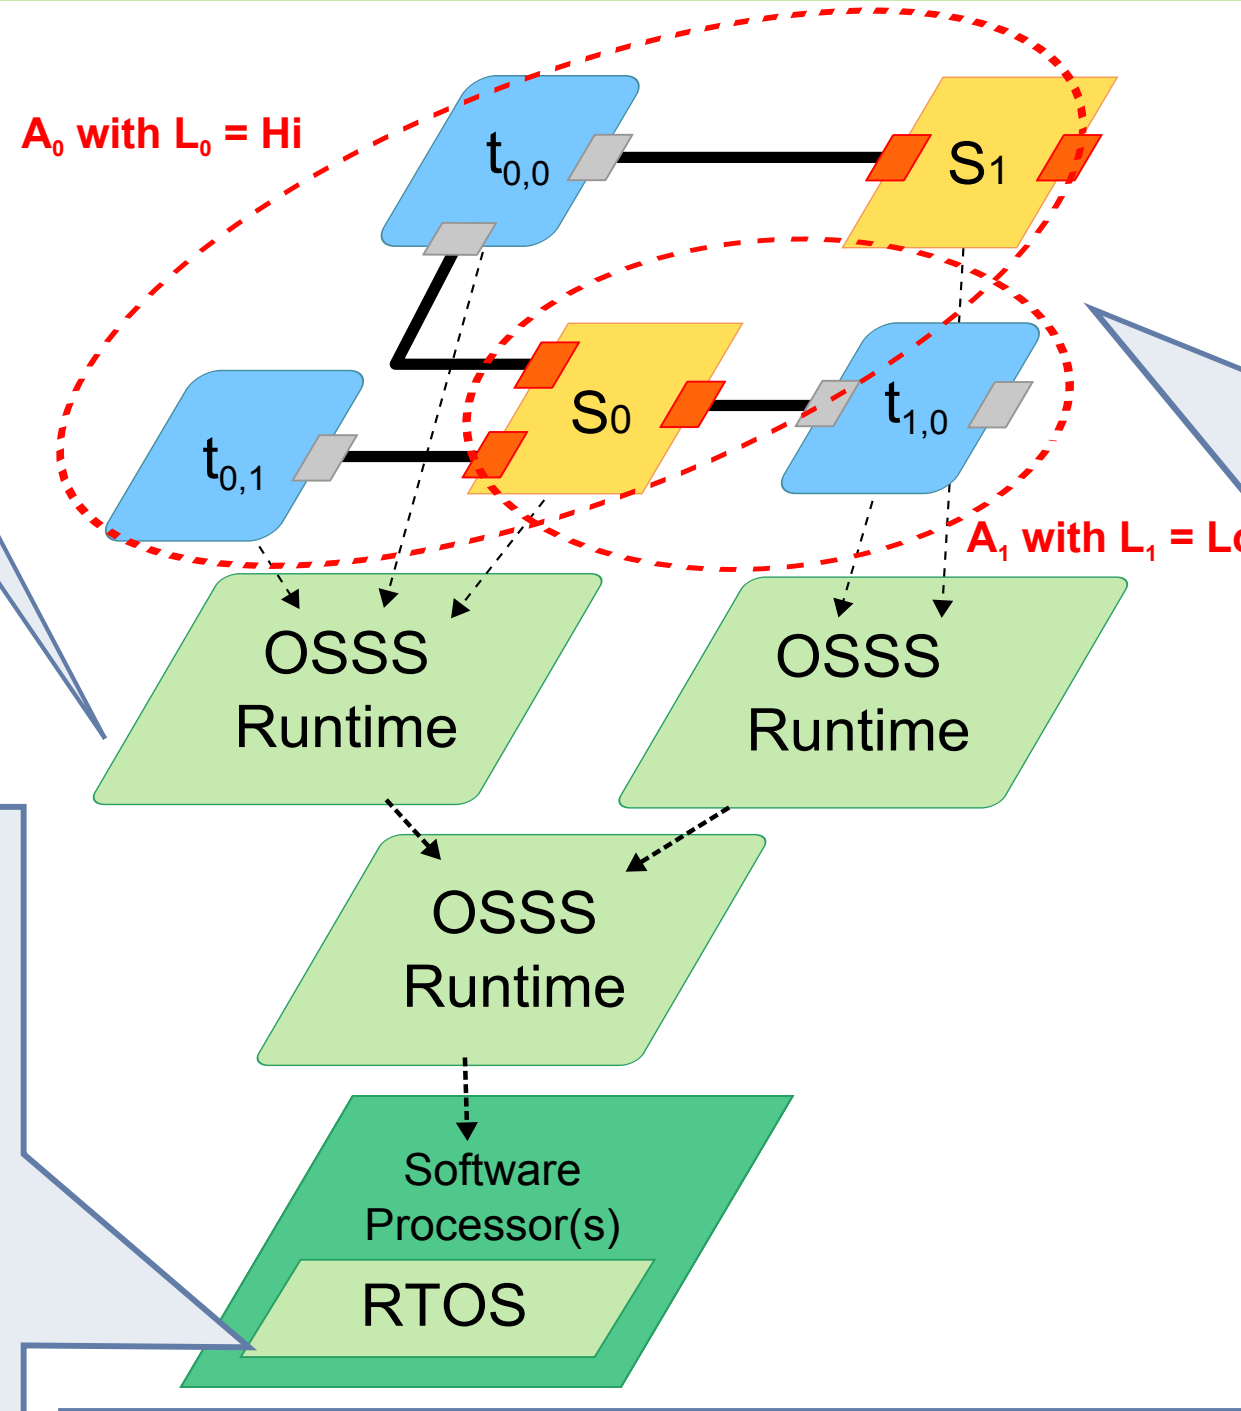 A₀ with L₀ = Hi
t₀,₀
S₁
S₀
t₁,₀
t₀,₁
A₁ with L₁ =
OSSS
Runtime
OSSS
Runtime
OSSS
Runtime
Software
Processor(s)
RTOS